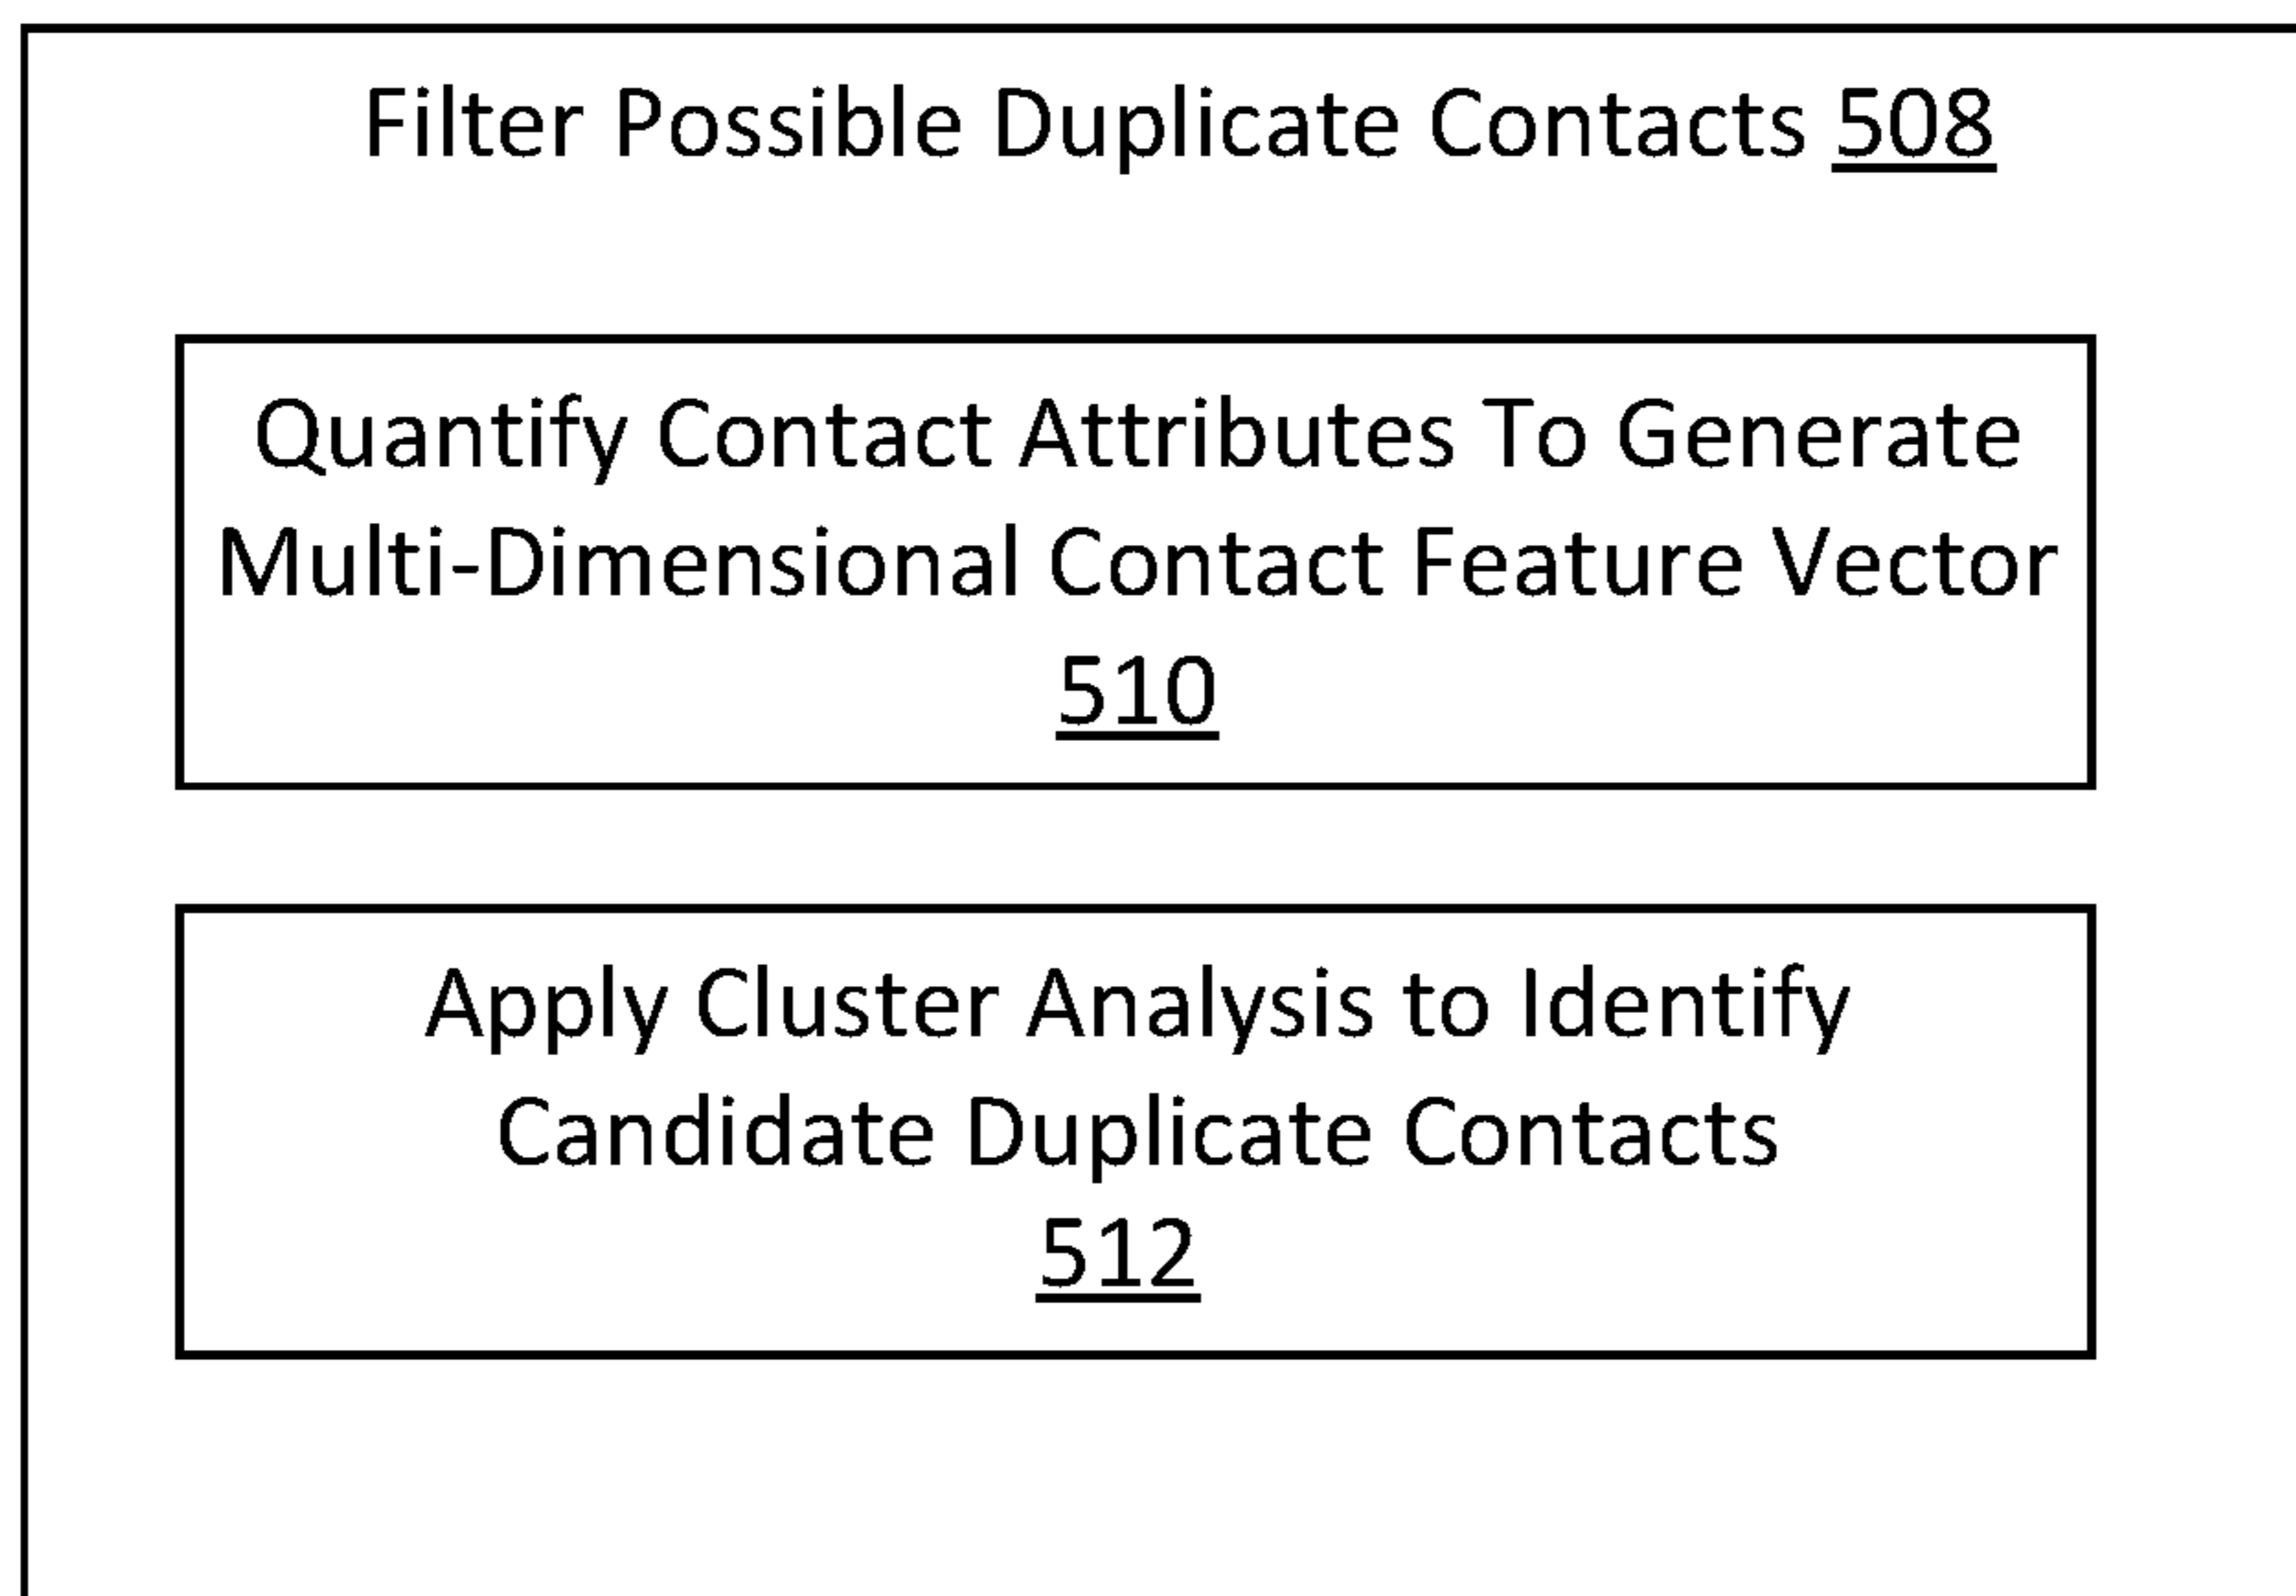 Filter Possible Duplicate Contacts 508
Quantify Contact Attributes To Generate
Multi-Dimensional Contact Feature Vector
510
Apply Cluster Analysis to Identify
Candidate Duplicate Contacts
512